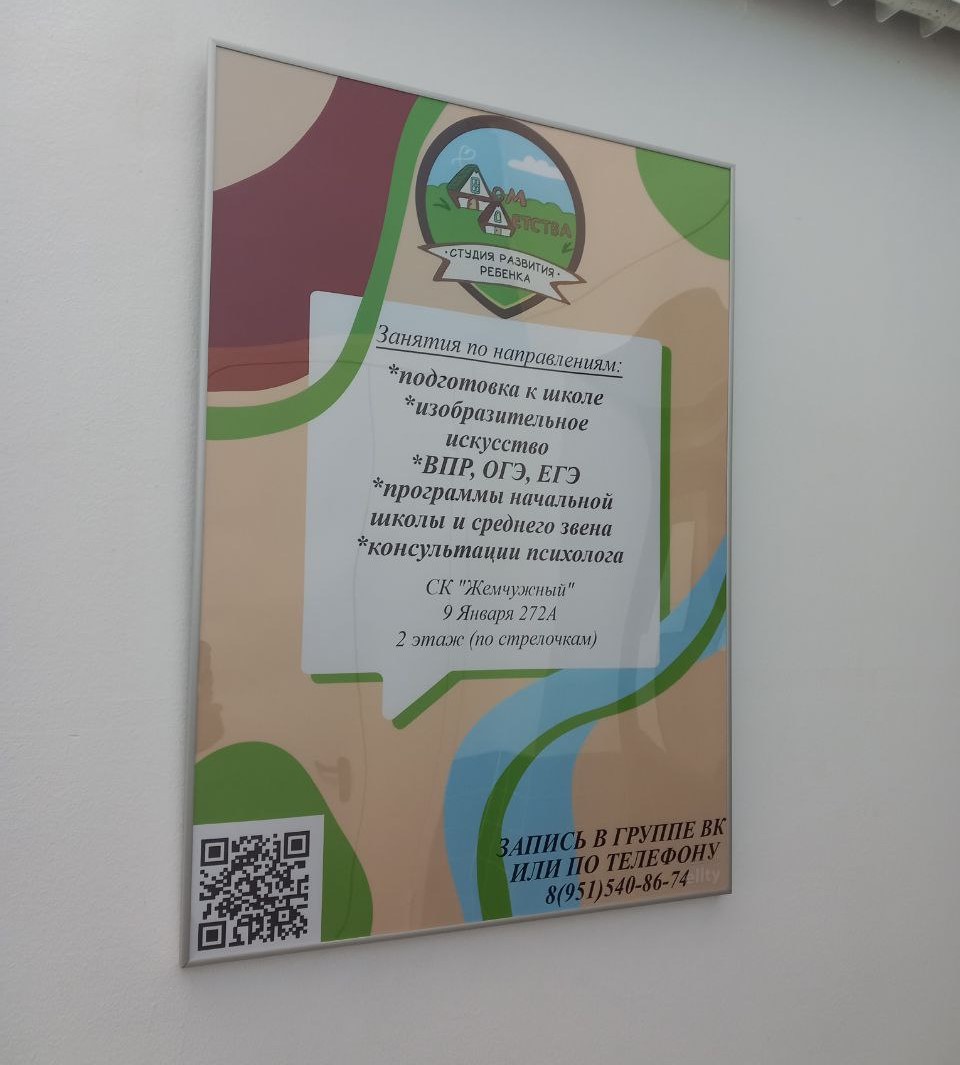 ДОМ
ДЕТСТВА
·СТУДИЯ РАЗВИТИЯ·
РЕБЕНКА
Занятия по направлениям:
*подготовка к школе
*изобразительное
искусство
*ВПР, ОГЭ, ЕГЭ
*программы начальной
школы и среднего звена
*консультации психолога
СК "Жемчужный"
9 Января 272А
2 этаж (по стрелочкам)
ЗАПИСЬ В ГРУППЕ ВК
ИЛИ ПО ТЕЛЕФОНУ
8(951)540-86-74